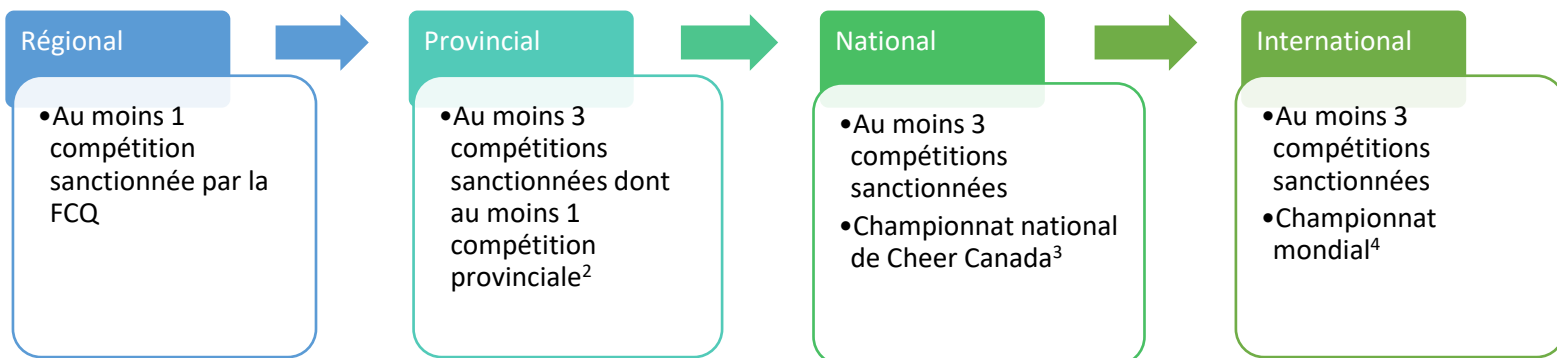 Régional
•Au moins 1
compétition
sanctionnée par la
FCQ
Provincial
•Au moins 3
compétitions
sanctionnées dont
au moins 1
compétition
provinciale²
National
•Au moins 3
compétitions
sanctionnées
•Championnat national
de Cheer Canada³
International
•Au moins 3
compétitions
sanctionnées
•Championnat
mondial⁴